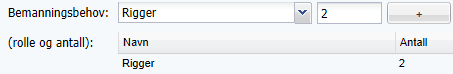 Bemanningsbehov: Rigger 2 +
(rolle og antall): Navn Antall
Rigger 2